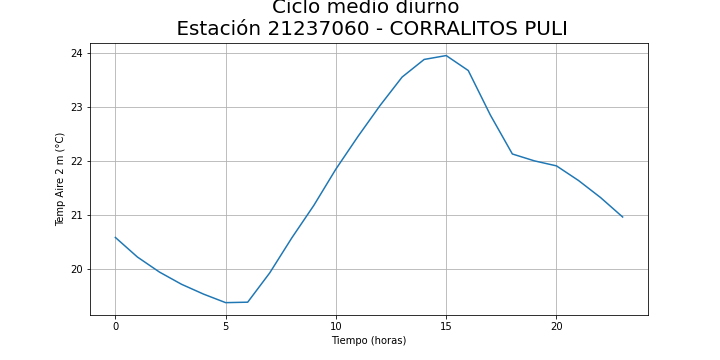 Ciclo medio diurno
Estación 21237060 - CORRALITOS PULI
24
23
22
21
20
Temp Aire 2 m (°C)
0
5
10
15
20
Tiempo (horas)